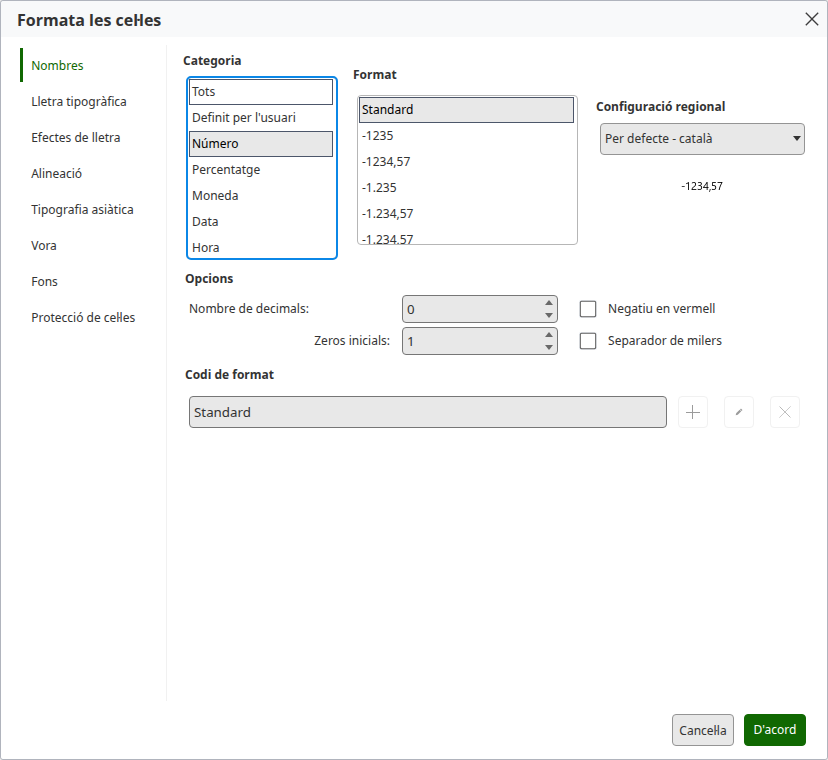 Formata les cel·les
Nombres
Lletra tipogràfica
Efectes de lletra
Alineació
Tipografia asiàtica
Vora
Fons
Protecció de cel·les
Categoria
Tots
Definit per l'usuari
Número
Percentatge
Moneda
Data
Hora
Format
Standard
-1235
-1234,57
-1.235
-1.234,57
-1.234,57
Configuració regional
Per defecte - català
-1234,57
Opcions
Nombre de decimals:
0
Negatiu en vermell
Zeros inicials:
1
Separador de milers
Codi de format
Standard
Cancel·la
D'acord